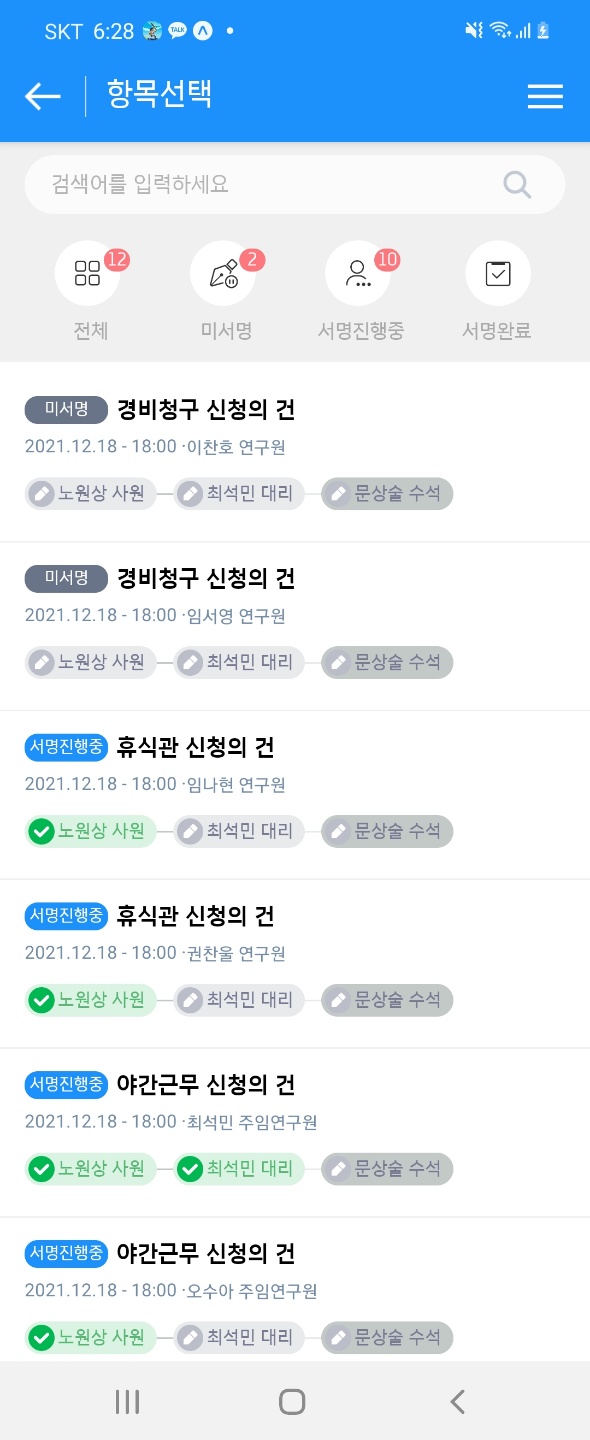 SKT 6:28 TALK
항목선택
검색어를 입력하세요
12 2 10
전체 미서명 서명진행중 서명완료
미서명 경비청구 신청의 건
2021.12.18 - 18:00 ·이찬호 연구원
노원상 사원 최석민 대리 문상술 수석
미서명 경비청구 신청의 건
2021.12.18 - 18:00 ·임서영 연구원
노원상 사원 최석민 대리 문상술 수석
서명진행중 휴식관 신청의 건
2021.12.18 - 18:00 ·임나현 연구원
노원상 사원 최석민 대리 문상술 수석
서명진행중 휴식관 신청의 건
2021.12.18 - 18:00 ·권찬울 연구원
노원상 사원 최석민 대리 문상술 수석
서명진행중 야간근무 신청의 건
2021.12.18 - 18:00 ·최석민 주임연구원
노원상 사원 최석민 대리 문상술 수석
서명진행중 야간근무 신청의 건
2021.12.18 - 18:00 ·오수아 주임연구원
노원상 사원 최석민 대리 문상술 수석